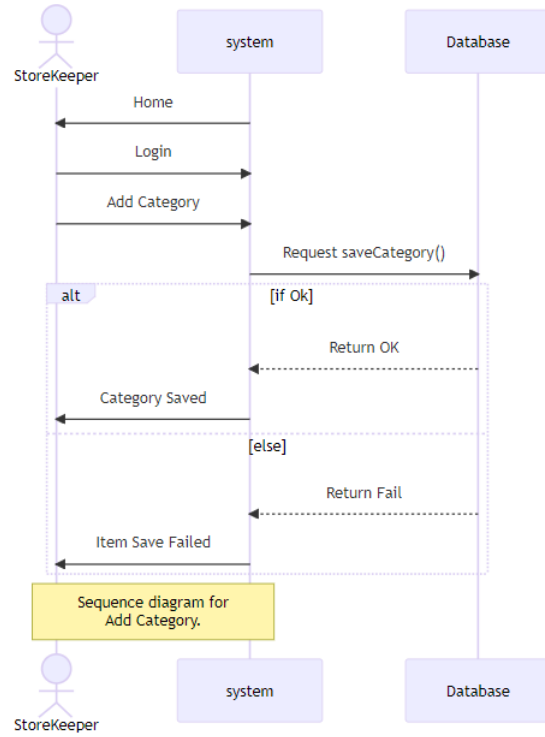 StoreKeeper
system
Database
Home
Login
Add Category
Request saveCategory()
alt
[if Ok]
Return OK
Category Saved
[else]
Return Fail
Item Save Failed
Sequence diagram for
Add Category.
StoreKeeper
system
Database